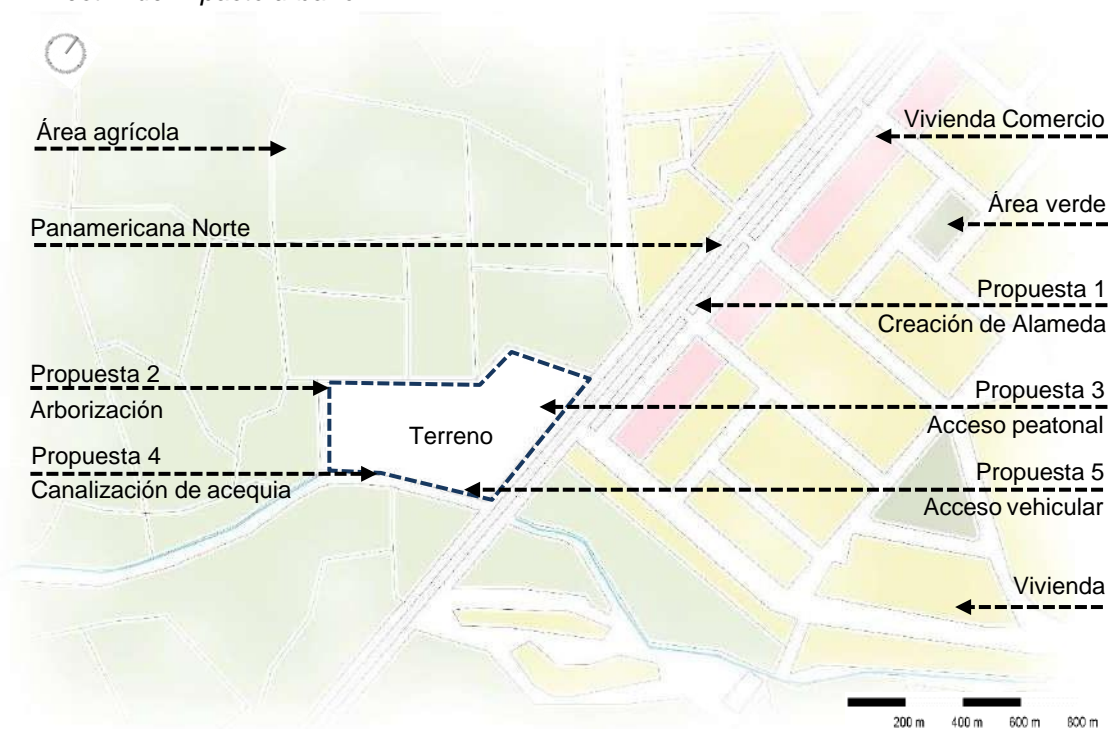 Área agrícola
Vivienda Comercio
Área verde
Panamericana Norte
Propuesta 1
Creación de Alameda
Propuesta 2
Arborización
Propuesta 3
Acceso peatonal
Terreno
Propuesta 4
Canalización de acequia
Propuesta 5
Acceso vehicular
Vivienda
200 m 400 m 600 m 800 m